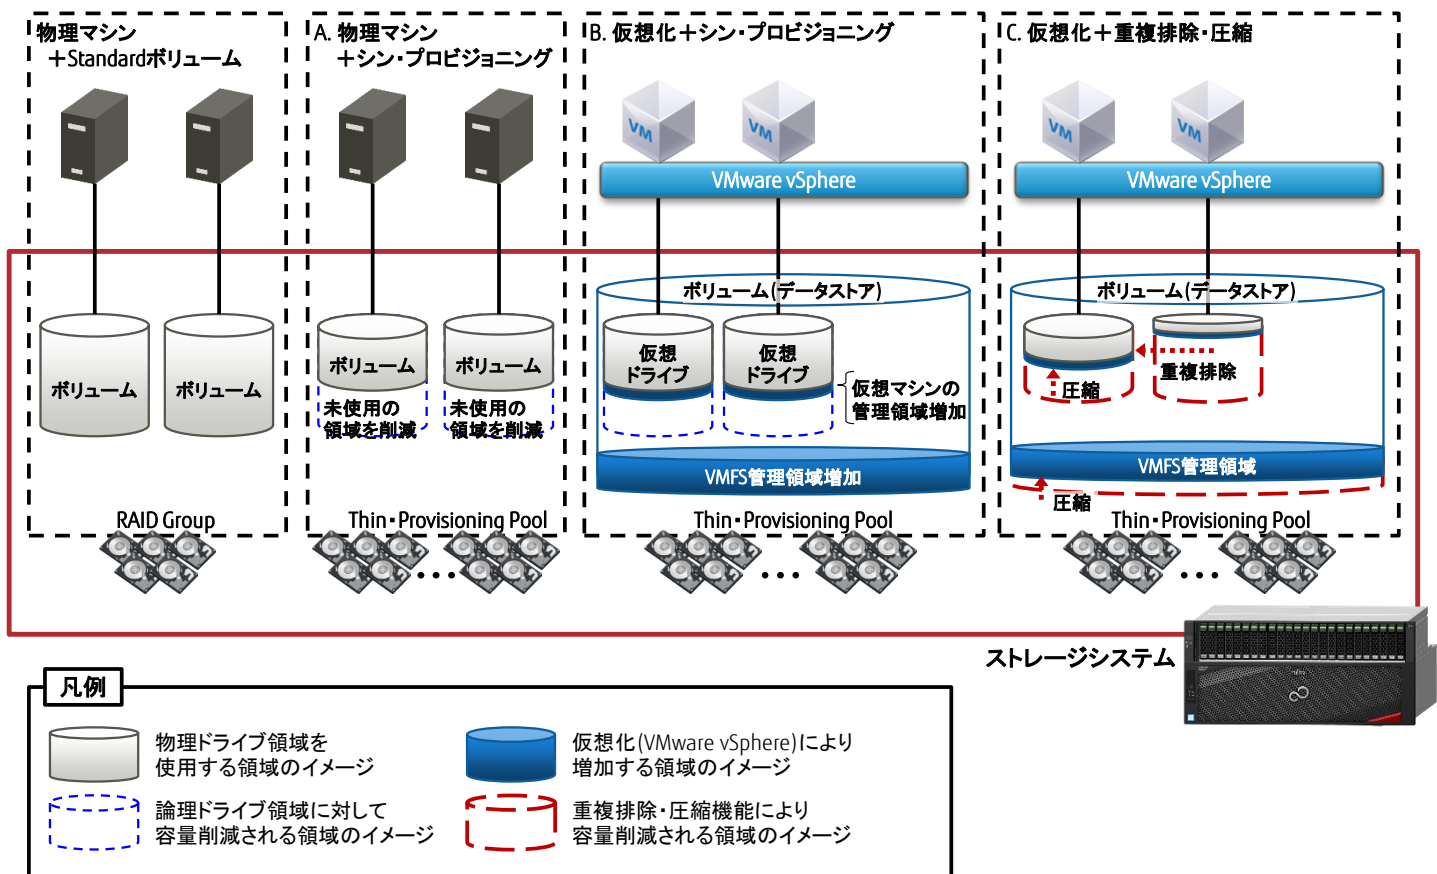 物理マシン
＋Standardボリューム
A. 物理マシン
＋シン・プロビジョニング
B. 仮想化＋シン・プロビジョニング
C. 仮想化＋重複排除・圧縮
VM
VM
VM
VM
VMware vSphere
VMware vSphere
ボリューム(データストア)
ボリューム(データストア)
ボリューム
ボリューム
ボリューム
ボリューム
仮想
ドライブ
仮想
ドライブ
未使用の
領域を削減
未使用の
領域を削減
仮想マシンの
管理領域増加
重複排除
圧縮
VMFS管理領域増加
VMFS管理領域
圧縮
RAID Group
Thin・Provisioning Pool
Thin・Provisioning Pool
Thin・Provisioning Pool
ストレージシステム
凡例
物理ドライブ領域を
使用する領域のイメージ
仮想化(VMware vSphere)により
増加する領域のイメージ
論理ドライブ領域に対して
容量削減される領域のイメージ
重複排除・圧縮機能により
容量削減される領域のイメージ